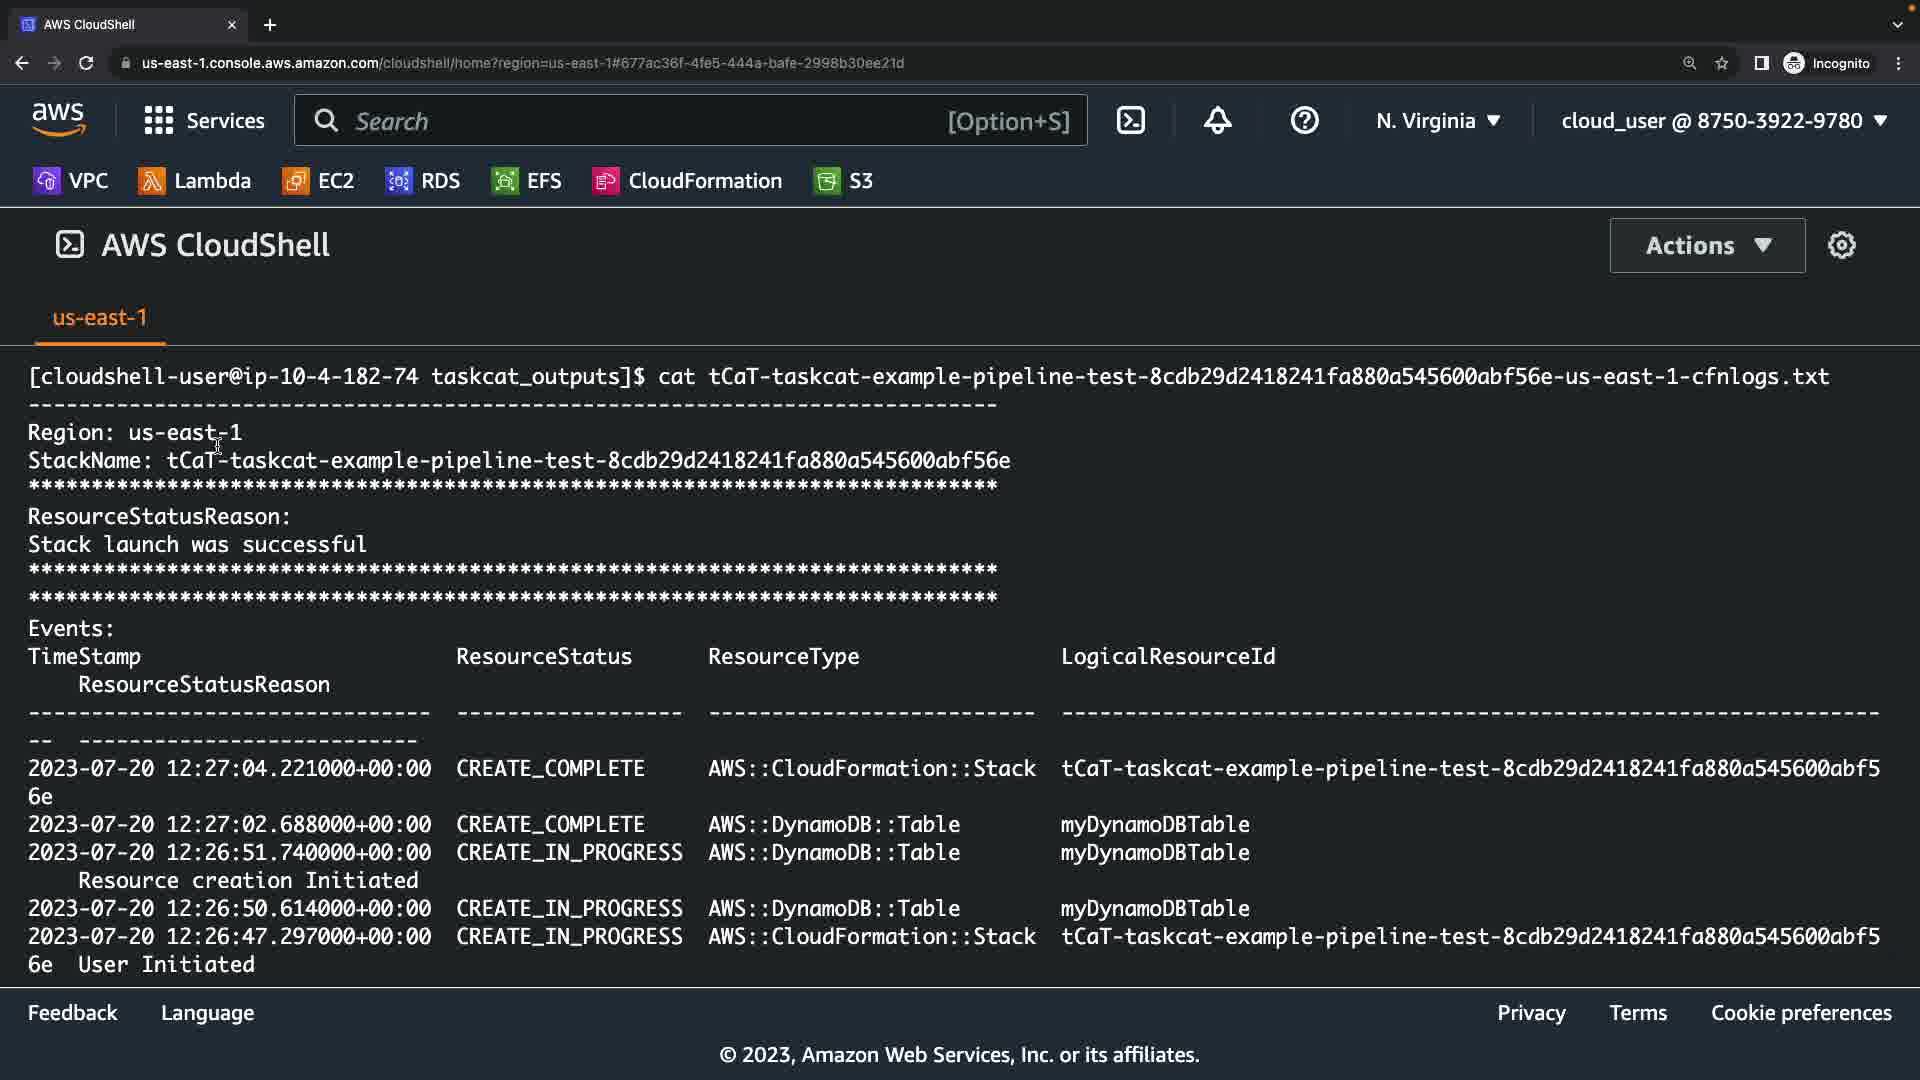 AWS CloudShell
us-east-1.console.aws.amazon.com/cloudshell/home?region=us-east-1#677ac36f-4fe5-444a-bafe-2998b30ee21d
Incognito
aws
Services
Search
[Option+S]
N. Virginia
cloud_user @ 8750-3922-9780
VPC
Lambda
EC2
RDS
EFS
CloudFormation
S3
AWS CloudShell
Actions
us-east-1
[cloudshell-user@ip-10-4-182-74 taskcat_outputs]$ cat tCaT-taskcat-example-pipeline-test-8cdb29d2418241fa880a545600abf56e-us-east-1-cfnlogs.txt
-----------------------------------------------------------------------------
Region: us-east-1
StackName: tCaT-taskcat-example-pipeline-test-8cdb29d2418241fa880a545600abf56e
*****************************************************************************
ResourceStatusReason:
Stack launch was successful
*****************************************************************************
*****************************************************************************
Events:
TimeStamp                         ResourceStatus      ResourceType                LogicalResourceId
    ResourceStatusReason
--------------------------------  ------------------  --------------------------  -----------------------------------------------------------------
--  ---------------------------
2023-07-20 12:27:04.221000+00:00  CREATE_COMPLETE     AWS::CloudFormation::Stack  tCaT-taskcat-example-pipeline-test-8cdb29d2418241fa880a545600abf5
6e
2023-07-20 12:27:02.688000+00:00  CREATE_COMPLETE     AWS::DynamoDB::Table        myDynamoDBTable
2023-07-20 12:26:51.740000+00:00  CREATE_IN_PROGRESS  AWS::DynamoDB::Table        myDynamoDBTable
    Resource creation Initiated
2023-07-20 12:26:50.614000+00:00  CREATE_IN_PROGRESS  AWS::DynamoDB::Table        myDynamoDBTable
2023-07-20 12:26:47.297000+00:00  CREATE_IN_PROGRESS  AWS::CloudFormation::Stack  tCaT-taskcat-example-pipeline-test-8cdb29d2418241fa880a545600abf5
6e  User Initiated
Feedback
Language
Privacy
Terms
Cookie preferences
© 2023, Amazon Web Services, Inc. or its affiliates.